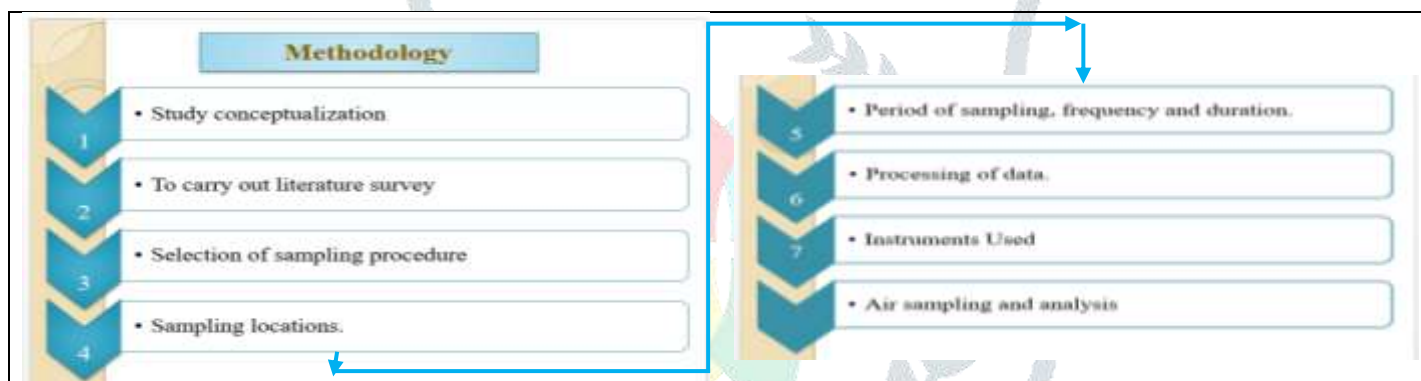 Methodology
1
• Study conceptualization
2
• To carry out literature survey
3
• Selection of sampling procedure
4
• Sampling locations.
5
• Period of sampling, frequency and duration.
6
• Processing of data.
7
• Instruments Used
• Air sampling and analysis